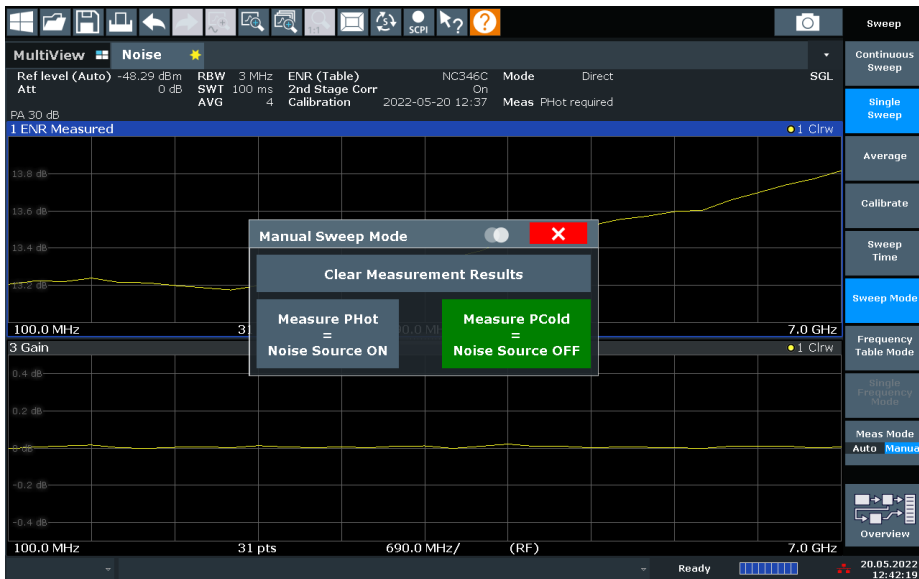 1:1
SCPI
?
?
Sweep
MultiView
Noise
Ref level (Auto) -48.29 dBm RBW 3 MHz ENR (Table) NC346C Mode Direct SGL
Att 0 dB SWT 100 ms 2nd Stage Corr On
AVG 4 Calibration 2022-05-20 12:37 Meas PHot required
PA 30 dB
1 ENR Measured
1 Clrw
13.8 dB
13.6 dB
13.4 dB
13.2 dB
100.0 MHz
7.0 GHz
Manual Sweep Mode
Clear Measurement Results
Measure PHot
=
Noise Source ON
Measure PCold
=
Noise Source OFF
3 Gain
1 Clrw
0.4 dB
0.2 dB
0 dB
-0.2 dB
-0.4 dB
100.0 MHz 31 pts 690.0 MHz/ (RF) 7.0 GHz
Continuous
Sweep
Single
Sweep
Average
Calibrate
Sweep
Time
Sweep Mode
Frequency
Table Mode
Single
Frequency
Mode
Meas Mode
Auto Manua
Overview
Ready
20.05.2022
12:42:19